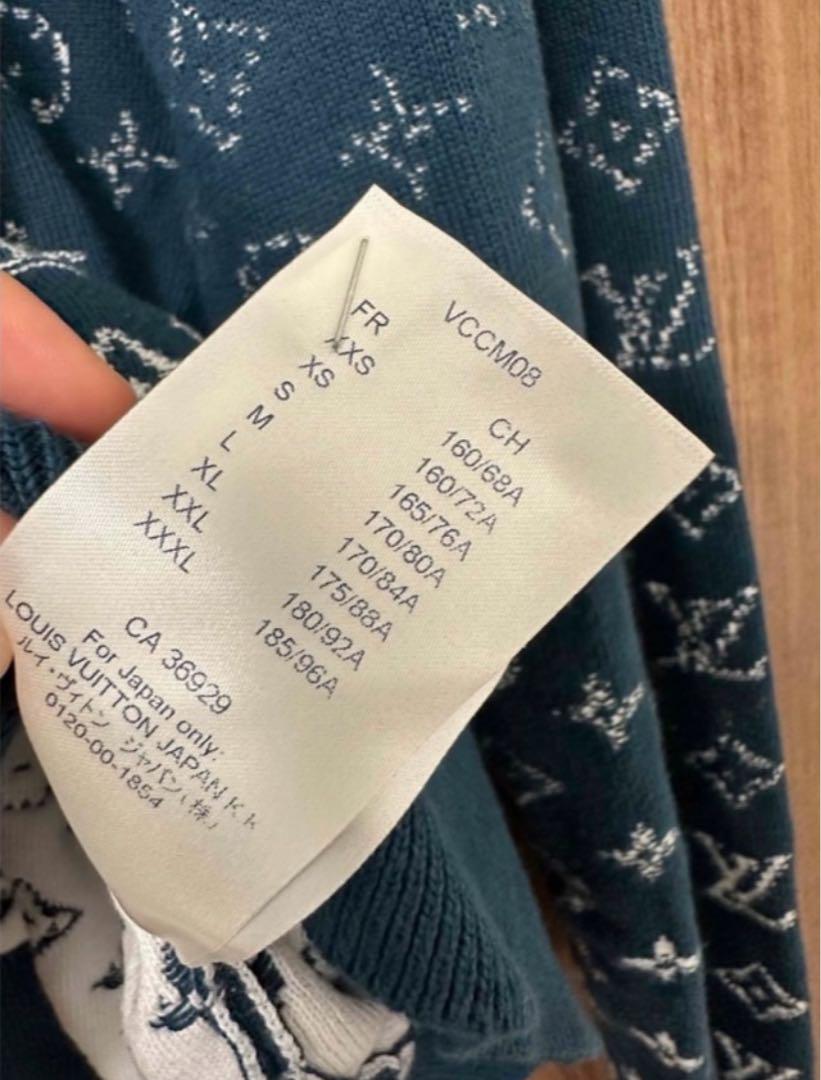 VCCM08
FR CH
XXS 160/68A
XS 160/72A
S 165/76A
M 170/80A
L 170/84A
XL 175/88A
XXL 180/92A
XXXL 185/96A
CA 36929
For Japan only:
LOUIS VUITTON JAPAN K.K
ルイ・ヴィトン ジャパン(株)
0120-00-1854